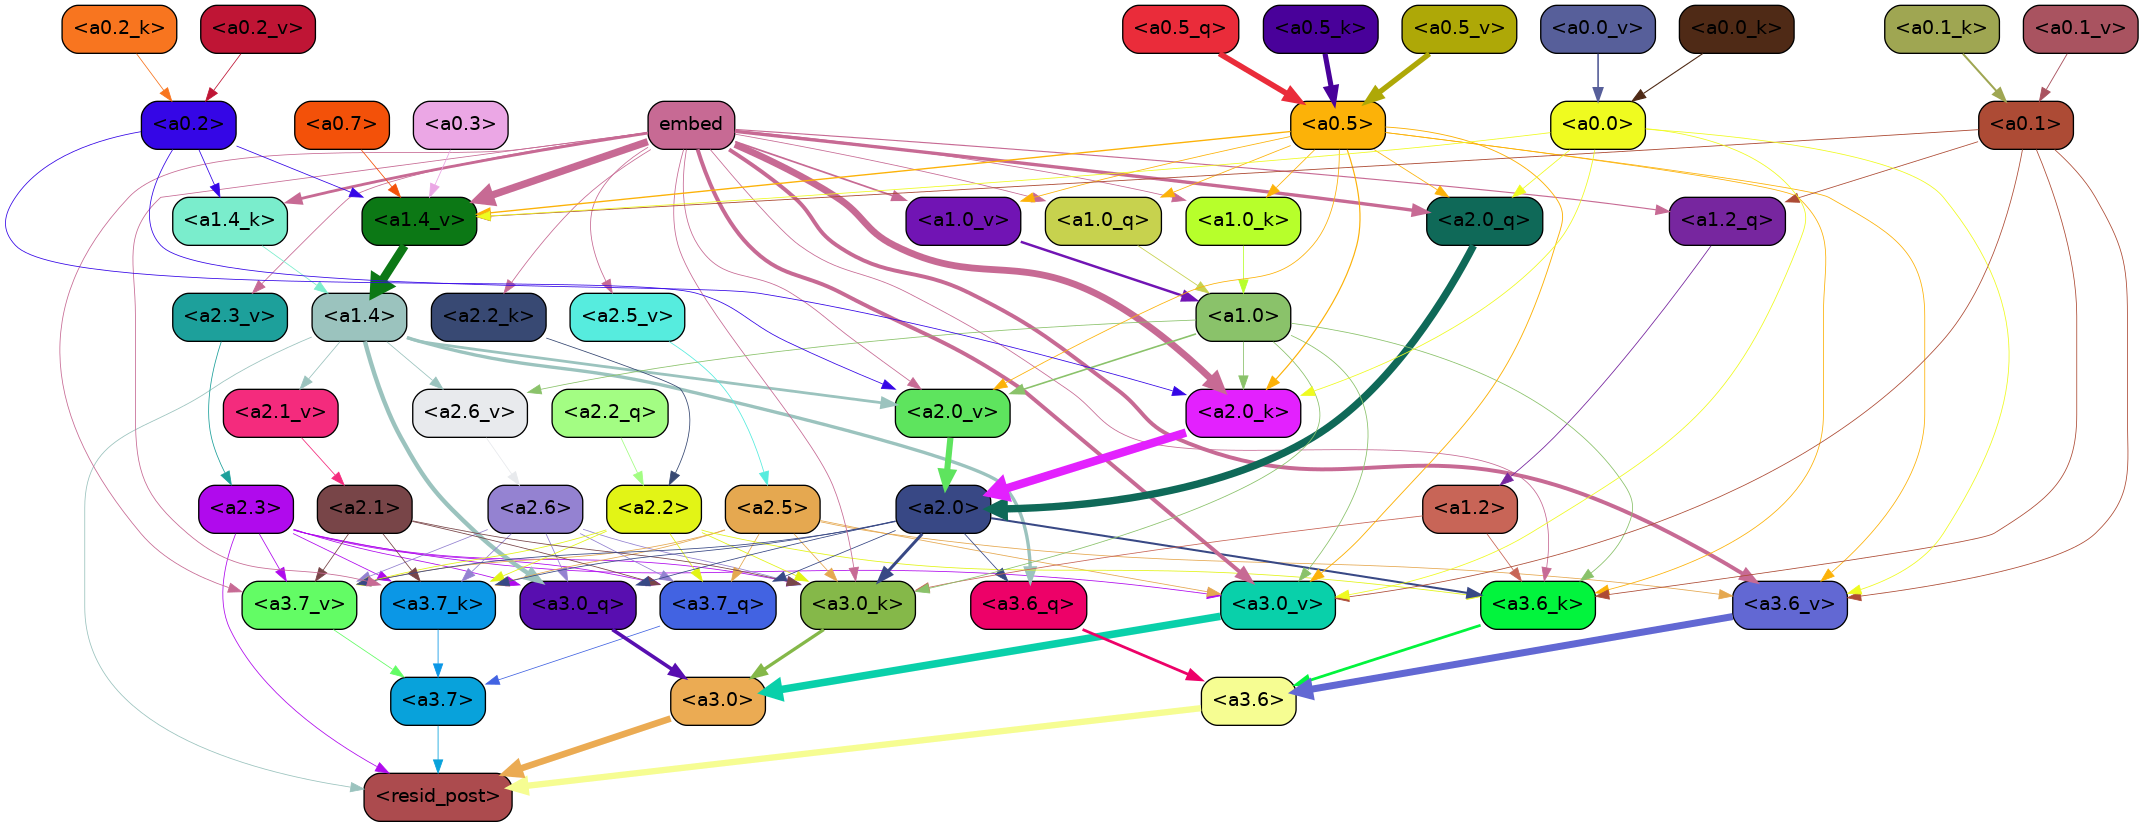 <a0.2_k> <a0.2_v> <a0.5_q> <a0.5_k> <a0.5_v> <a0.0_v> <a0.0_k> <a0.1_k> <a0.1_v>
<a0.2> <a0.7> <a0.3> embed <a0.5> <a0.0> <a0.1>
<a1.4_k> <a1.4_v> <a1.0_v> <a1.0_q> <a1.0_k> <a2.0_q> <a1.2_q>
<a2.3_v> <a1.4> <a2.2_k> <a2.5_v> <a1.0>
<a2.1_v> <a2.6_v> <a2.2_q> <a2.0_v> <a2.0_k>
<a2.3> <a2.1> <a2.6> <a2.2> <a2.5> <a2.0> <a1.2>
<a3.7_v> <a3.7_k> <a3.0_q> <a3.7_q> <a3.0_k> <a3.6_q> <a3.0_v> <a3.6_k> <a3.6_v>
<a3.7> <a3.0> <a3.6>
<resid_post>